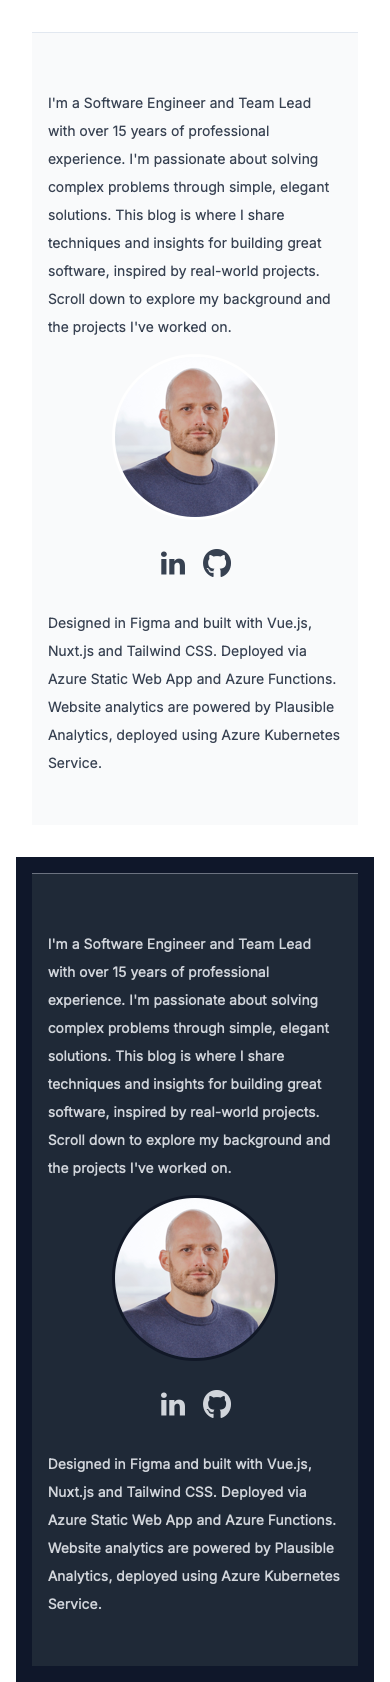 I'm a Software Engineer and Team Lead
with over 15 years of professional
experience. I'm passionate about solving
complex problems through simple, elegant
solutions. This blog is where I share
techniques and insights for building great
software, inspired by real-world projects.
Scroll down to explore my background and
the projects I've worked on.
in
Designed in Figma and built with Vue.js,
Nuxt.js and Tailwind CSS. Deployed via
Azure Static Web App and Azure Functions.
Website analytics are powered by Plausible
Analytics, deployed using Azure Kubernetes
Service.
I'm a Software Engineer and Team Lead
with over 15 years of professional
experience. I'm passionate about solving
complex problems through simple, elegant
solutions. This blog is where I share
techniques and insights for building great
software, inspired by real-world projects.
Scroll down to explore my background and
the projects I've worked on.
in
Designed in Figma and built with Vue.js,
Nuxt.js and Tailwind CSS. Deployed via
Azure Static Web App and Azure Functions.
Website analytics are powered by Plausible
Analytics, deployed using Azure Kubernetes
Service.